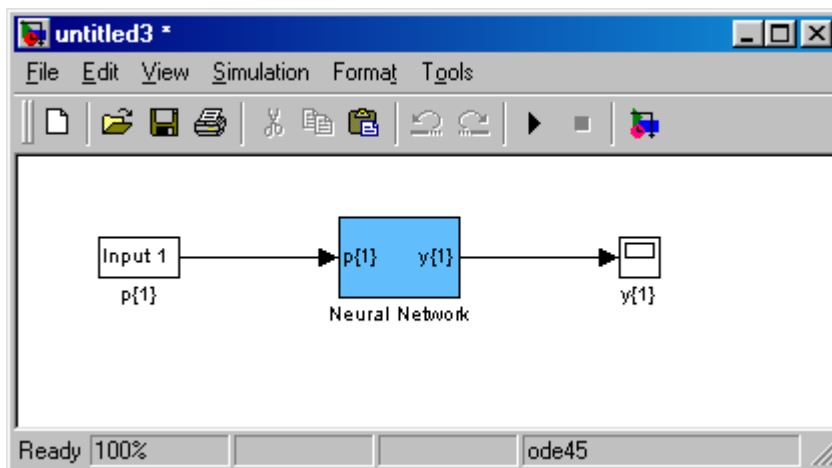 untitled3 *
File Edit View Simulation Format Tools
Input 1 p{1} y{1}
p{1} Neural Network y{1}
Ready 100% ode45